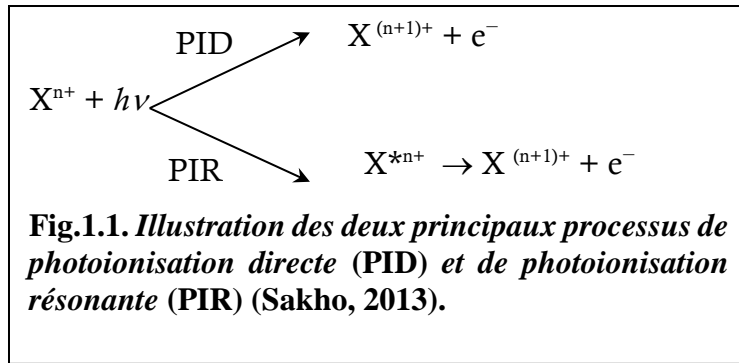 PID
X⁽ⁿ⁺¹⁾⁺ + e⁻
Xⁿ⁺ + hν
PIR
X*ⁿ⁺ → X⁽ⁿ⁺¹⁾⁺ + e⁻
Fig.1.1. Illustration des deux principaux processus de
photoionisation directe (PID) et de photoionisation
résonante (PIR) (Sakho, 2013).